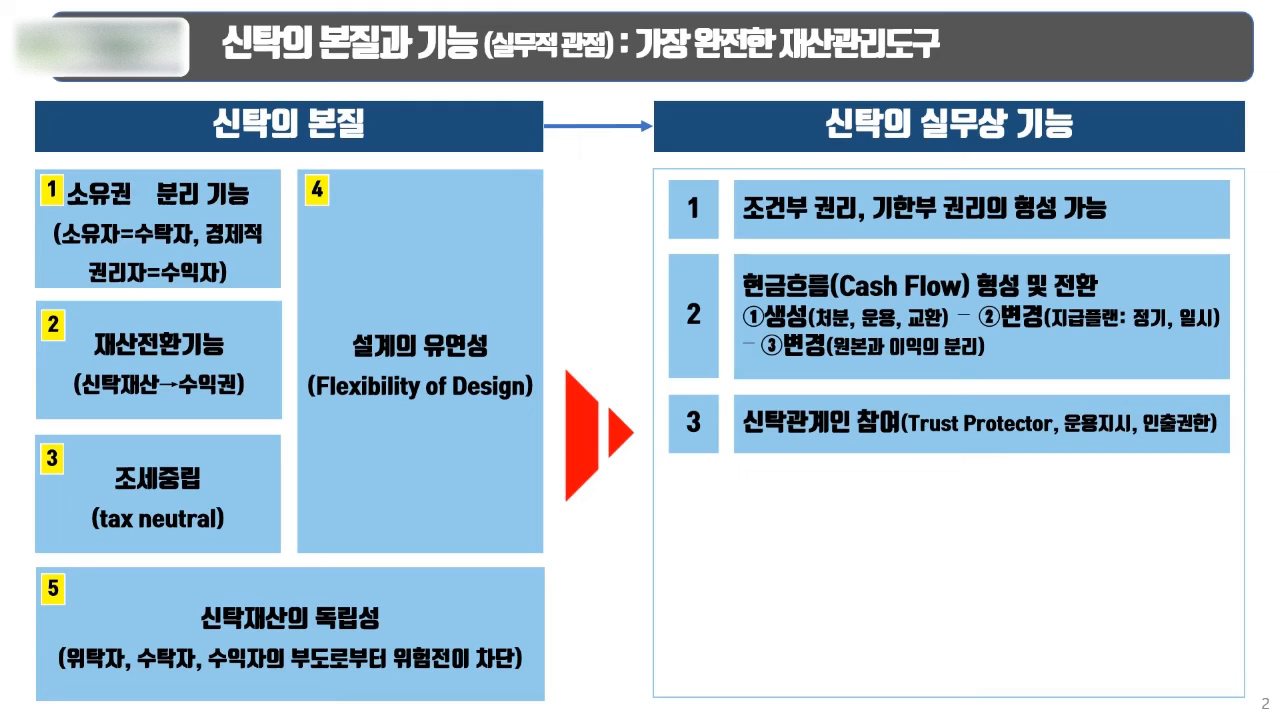 신탁의 본질과 기능 (실무적 관점) : 가장 완전한 재산관리도구
신탁의 본질
1
소유권 분리 기능
(소유자=수탁자, 경제적
권리자=수익자)
2
재산전환기능
(신탁재산→수익권)
3
조세중립
(tax neutral)
4
설계의 유연성
(Flexibility of Design)
5
신탁재산의 독립성
(위탁자, 수탁자, 수익자의 부도로부터 위험전이 차단)
신탁의 실무상 기능
1
조건부 권리, 기한부 권리의 형성 가능
2
현금흐름(Cash Flow) 형성 및 전환
①생성(처분, 운용, 교환) – ②변경(지급플랜: 정기, 일시)
– ③변경(원본과 이익의 분리)
3
신탁관계인 참여(Trust Protector, 운용지시, 인출권한)
2